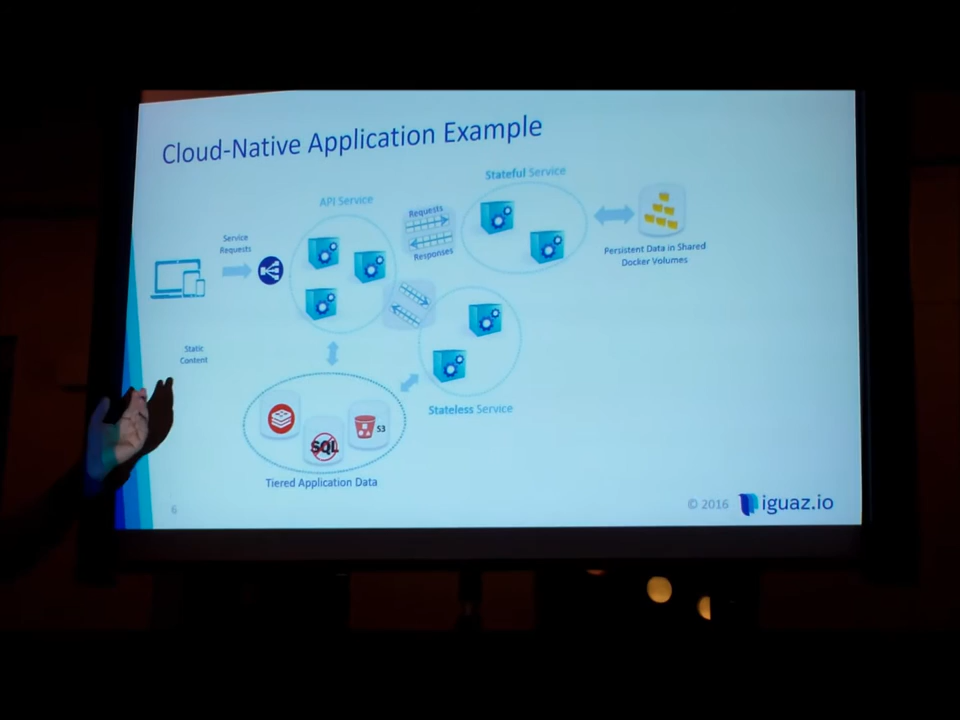 Cloud-Native Application Example
Stateful Service
API Service
Requests
Responses
Service
Requests
Persistent Data in Shared
Docker Volumes
Static
Content
Stateless Service
S3
SQL
Tiered Application Data
6
© 2016
iguaz.io